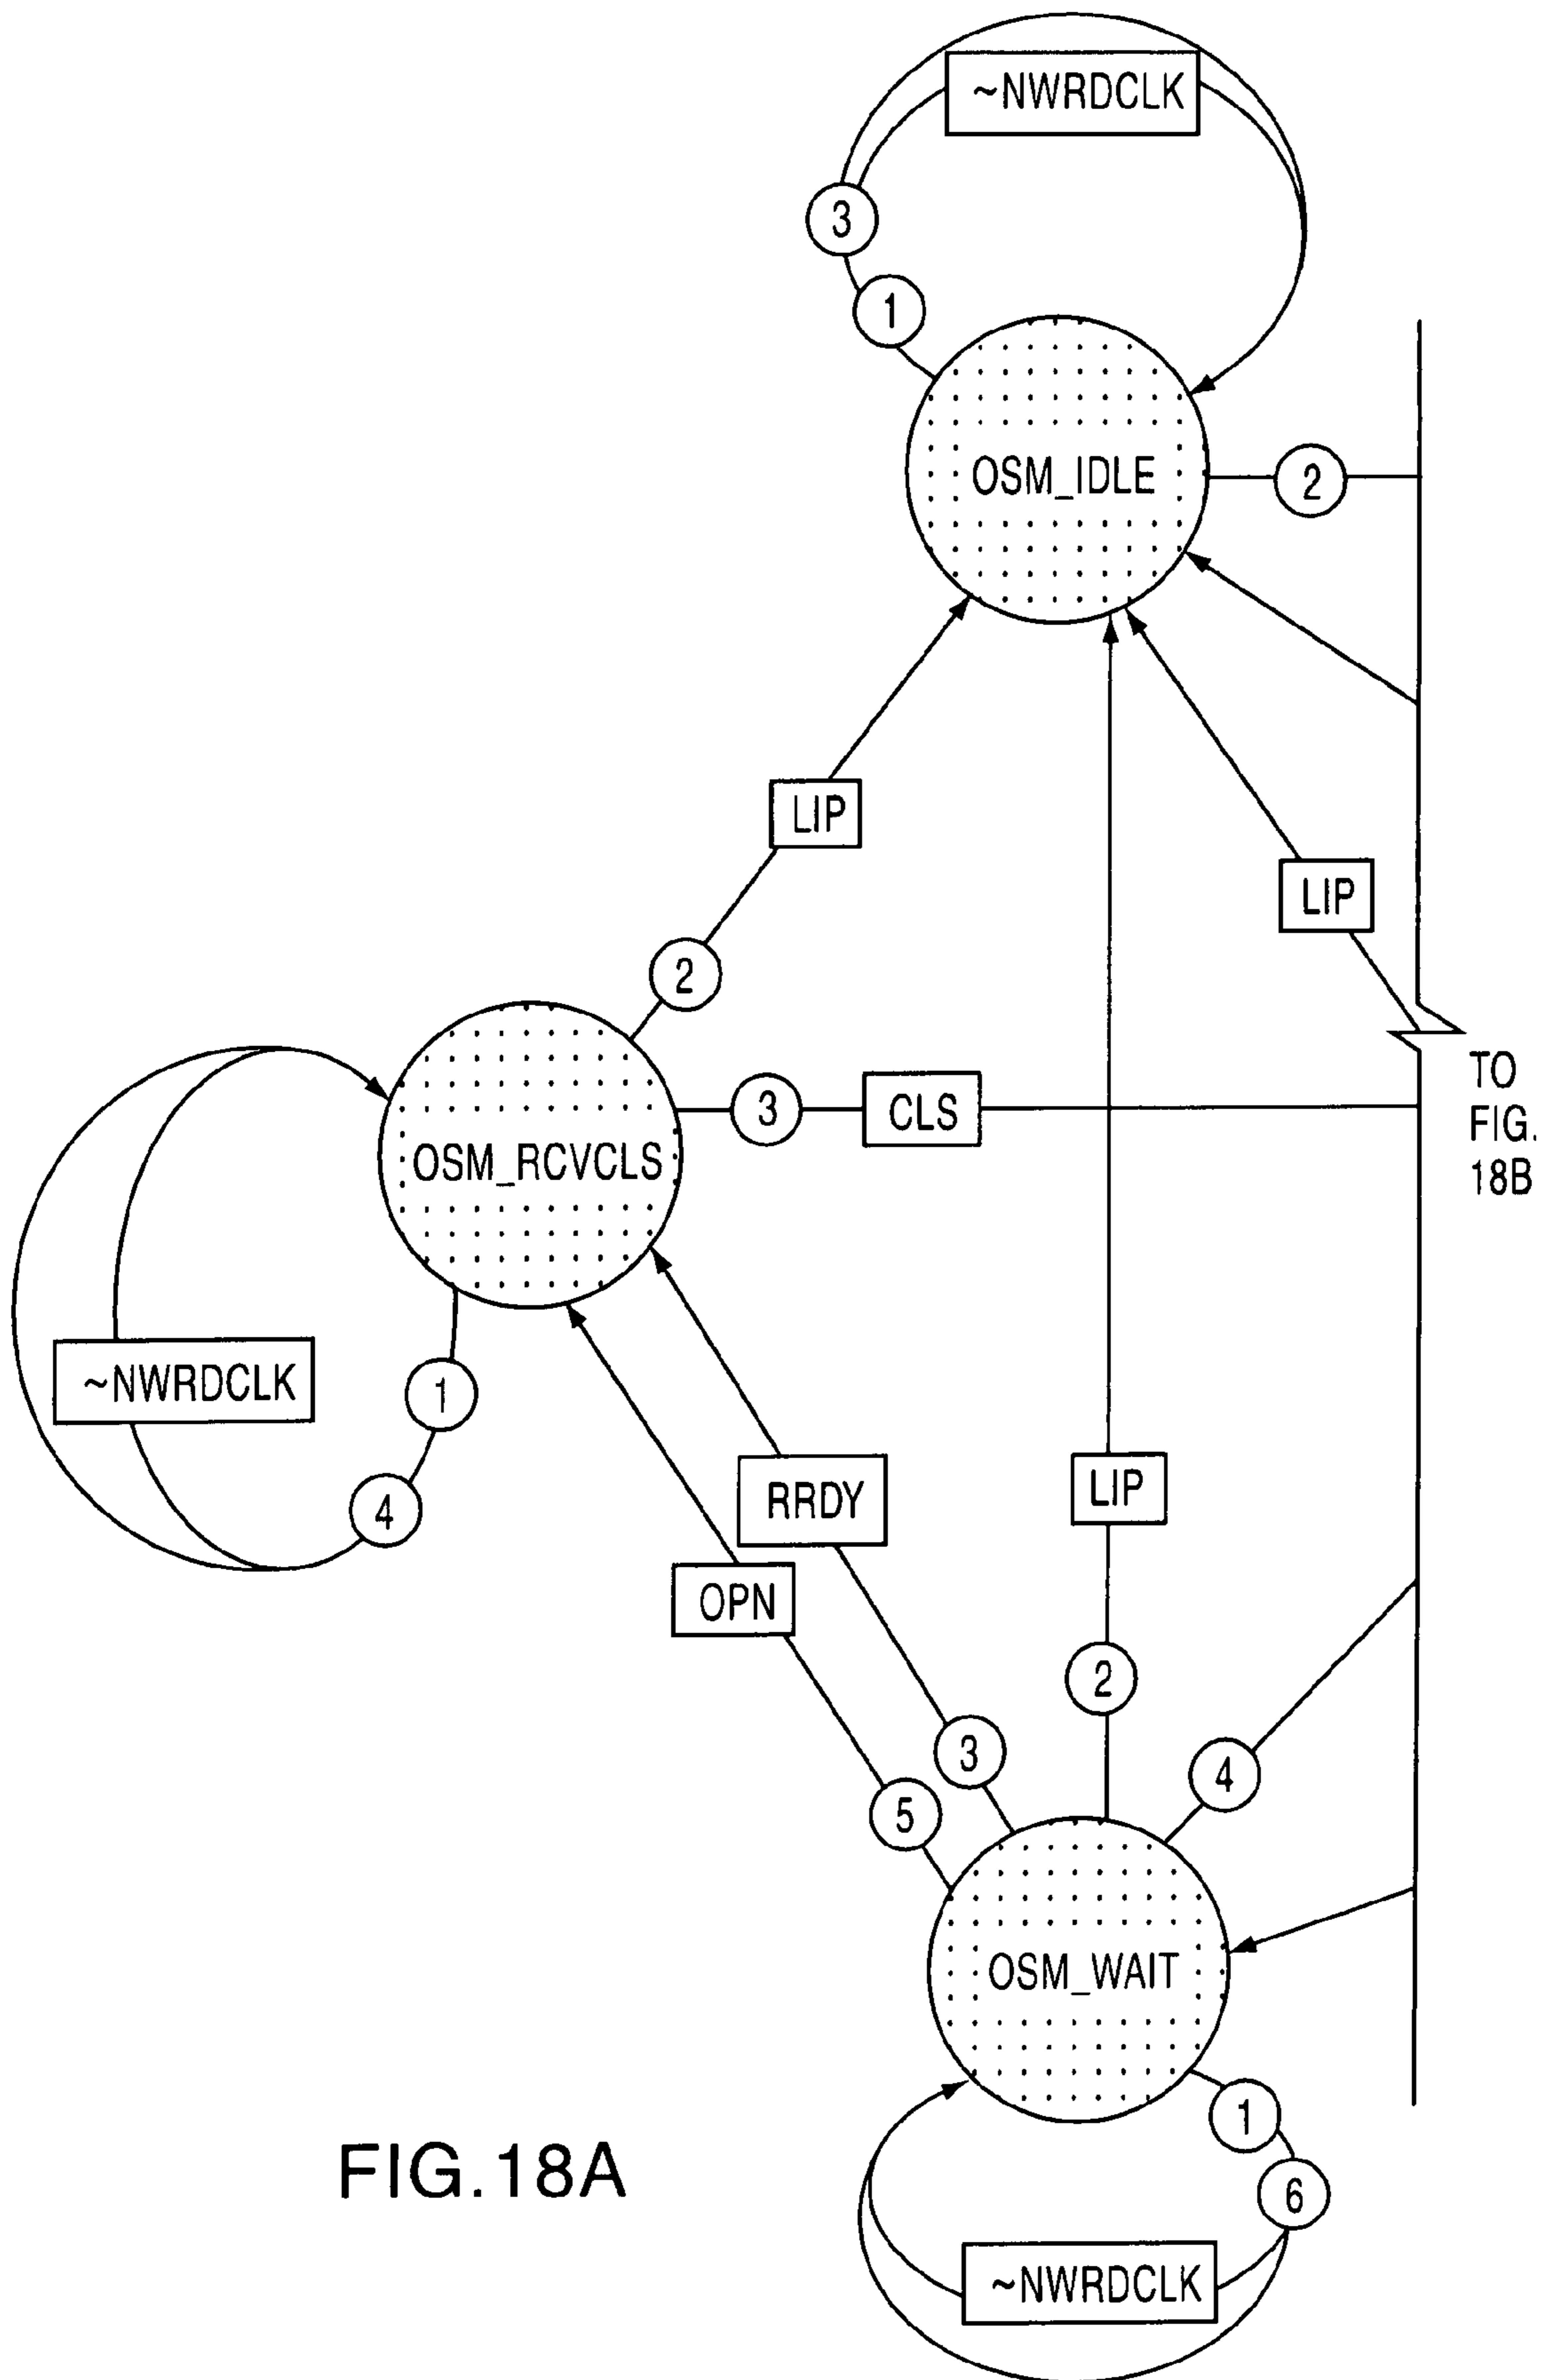 ~NWRDCLK
3
1
OSM_IDLE
2
LIP
LIP
2
TO
FIG.
18B
3
CLS
OSM_RCVCLS
~NWRDCLK
1
4
RRDY
LIP
OPN
2
3
4
5
OSM_WAIT
1
6
~NWRDCLK
FIG.18A